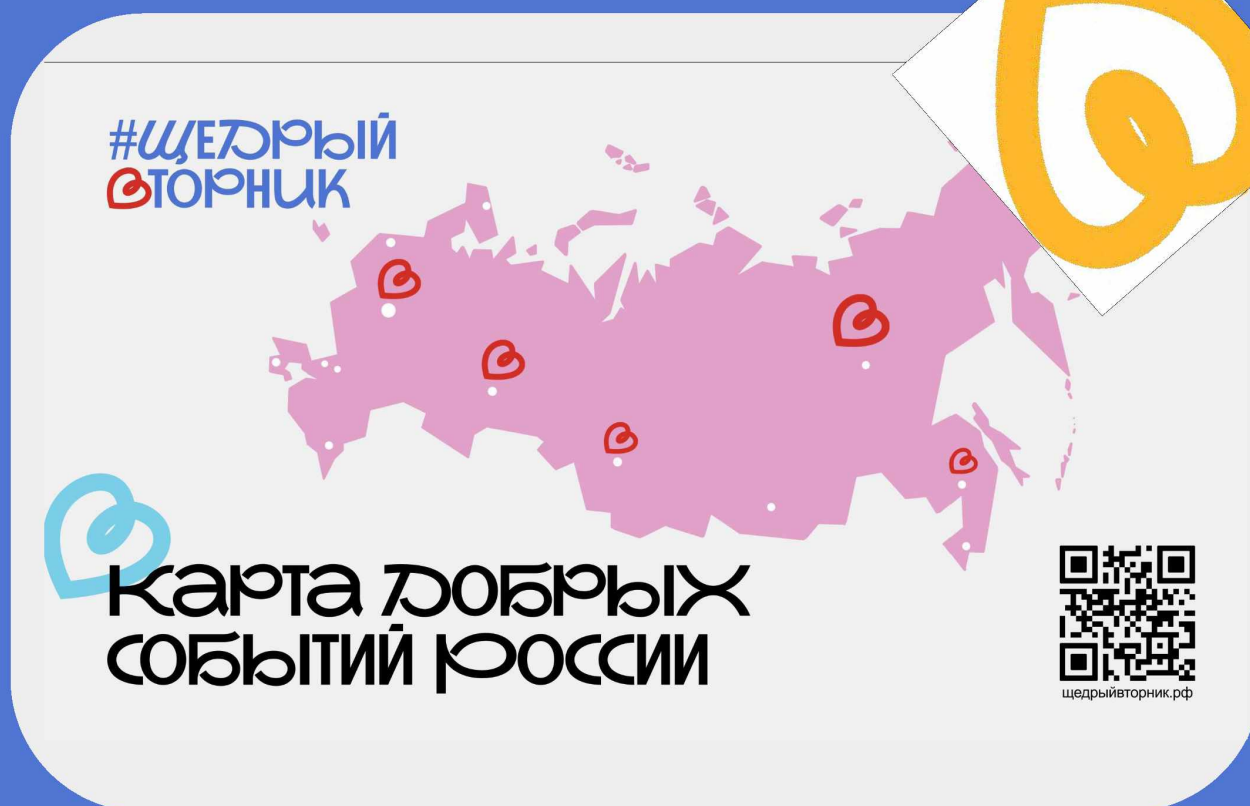 #ЩЕДРЫЙ
ВТОРНИК
Карта Добрых
событий России
щедрыйвторник.рф